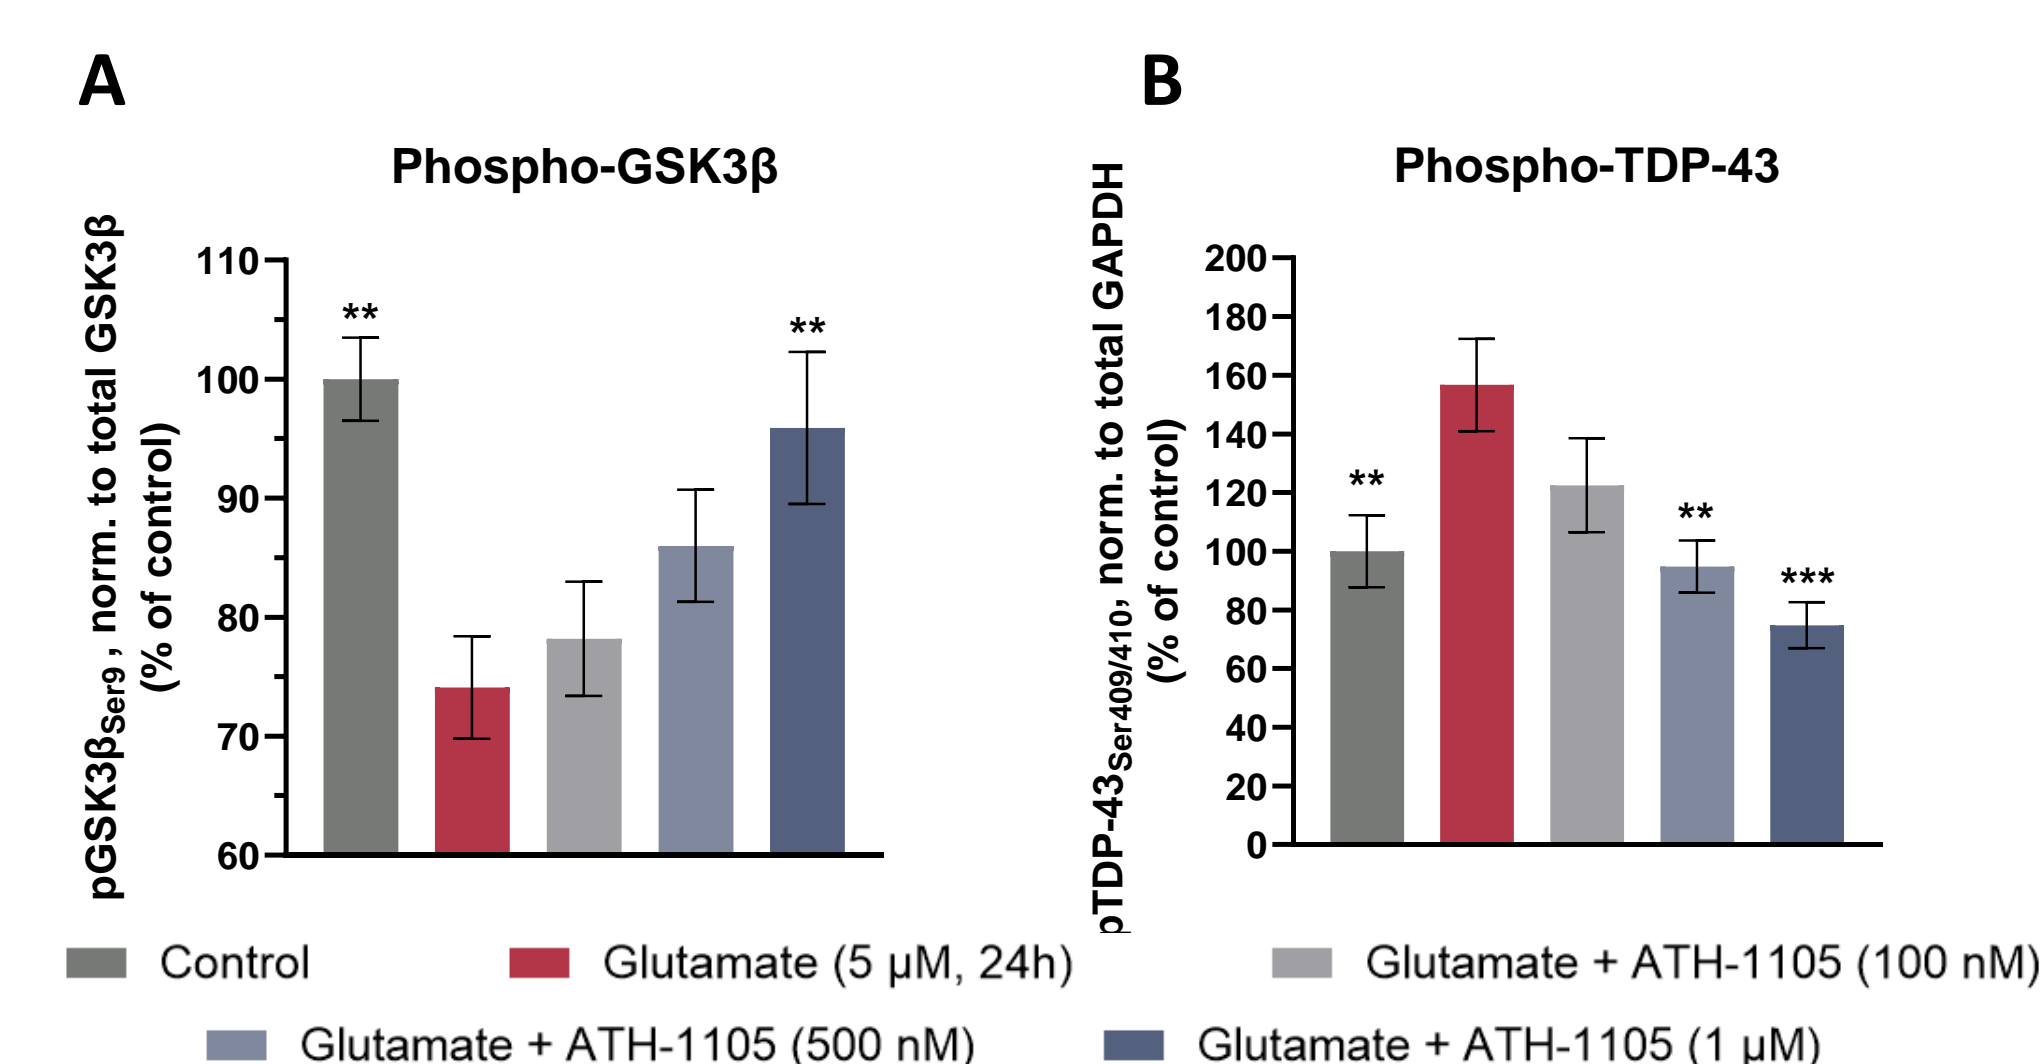 A
Phospho-GSK3β
pGSK3βSer9, norm. to total GSK3β
(% of control)
110
100
90
80
70
60
**
**
B
Phospho-TDP-43
pTDP-43Ser409/410, norm. to total GAPDH
(% of control)
200
180
160
140
120
100
80
60
40
20
0
**
**
***
Control
Glutamate (5 µM, 24h)
Glutamate + ATH-1105 (100 nM)
Glutamate + ATH-1105 (500 nM)
Glutamate + ATH-1105 (1 µM)